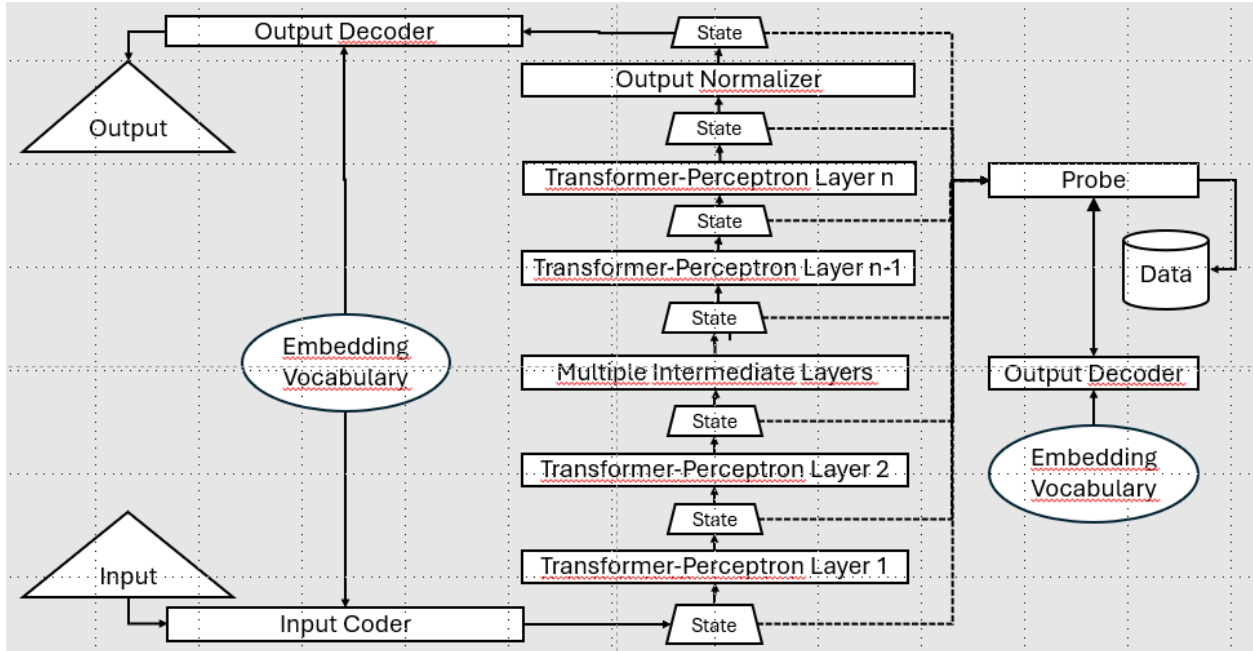 Output Decoder
State
Output Normalizer
Output
State
Transformer-Perceptron Layer n
Probe
State
Transformer-Perceptron Layer n-1
Data
State
Embedding
Vocabulary
Multiple Intermediate Layers
Output Decoder
State
Transformer-Perceptron Layer 2
Embedding
Vocabulary
State
Transformer-Perceptron Layer 1
Input
Input Coder
State